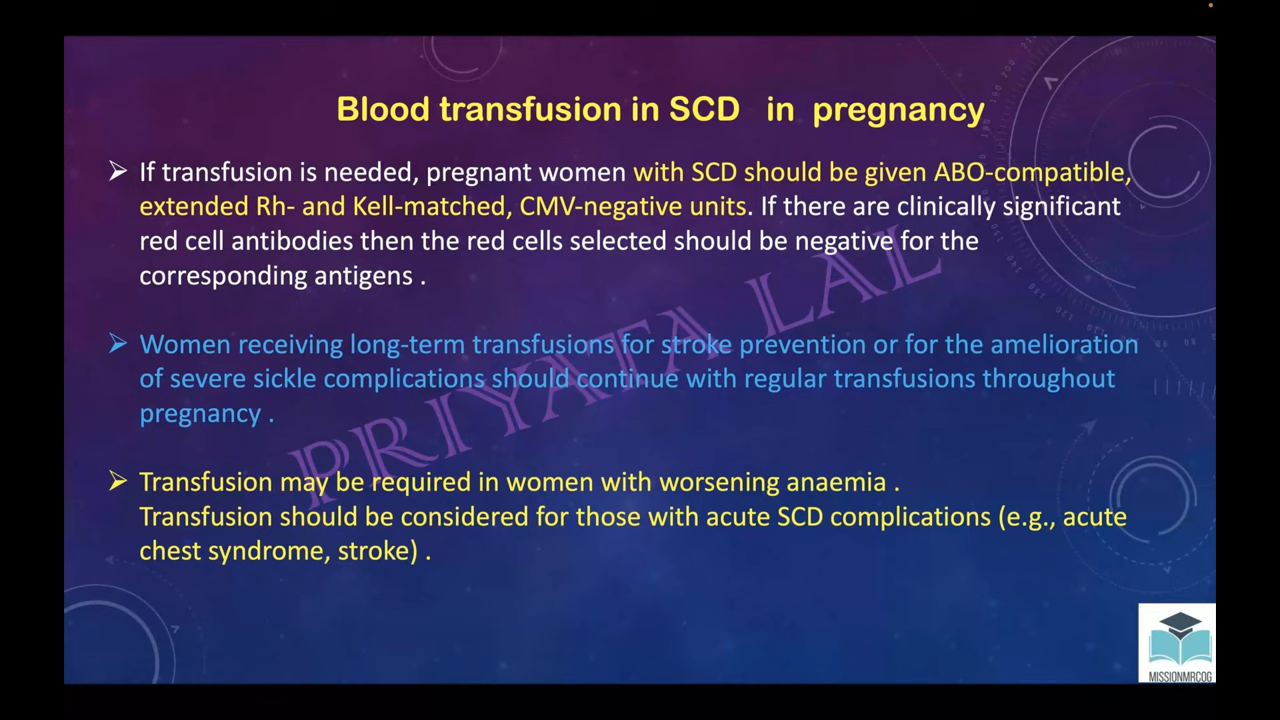 Blood transfusion in SCD in pregnancy
➢ If transfusion is needed, pregnant women with SCD should be given ABO-compatible,
extended Rh- and Kell-matched, CMV-negative units. If there are clinically significant
red cell antibodies then the red cells selected should be negative for the
corresponding antigens .
➢ Women receiving long-term transfusions for stroke prevention or for the amelioration
of severe sickle complications should continue with regular transfusions throughout
pregnancy .
➢ Transfusion may be required in women with worsening anaemia .
Transfusion should be considered for those with acute SCD complications (e.g., acute
chest syndrome, stroke) .
PRIYATA LAL
MISSIONMRCOG